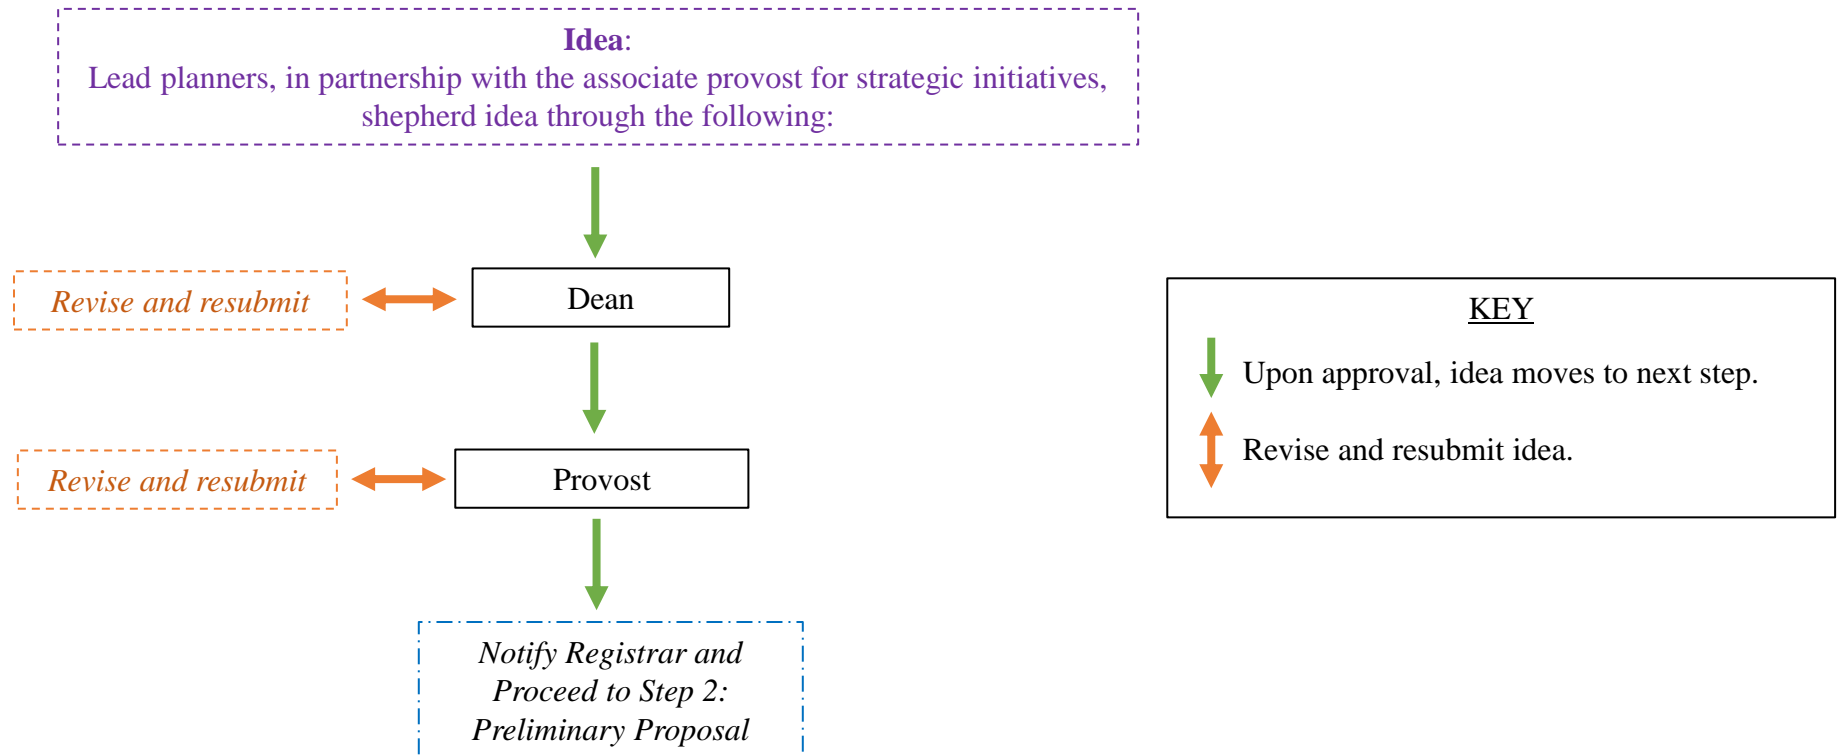 Idea:
Lead planners, in partnership with the associate provost for strategic initiatives,
shepherd idea through the following:
Revise and resubmit
Dean
KEY
Upon approval, idea moves to next step.
Revise and resubmit idea.
Revise and resubmit
Provost
Notify Registrar and
Proceed to Step 2:
Preliminary Proposal